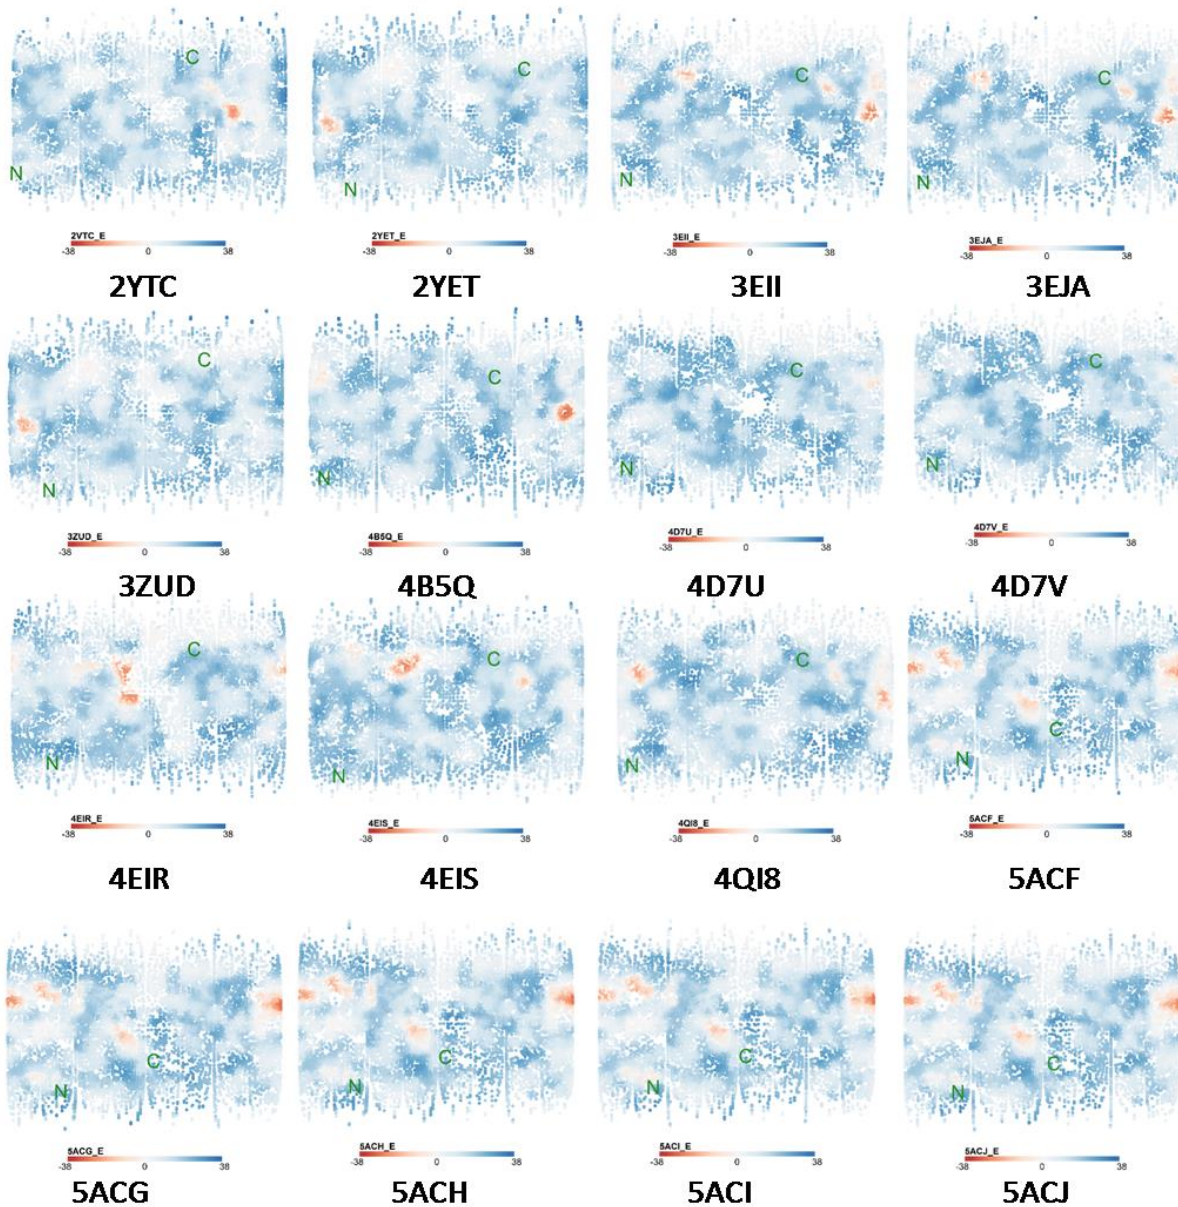 C C C C
N N N N
2VTC_E 2YET_E 3EII_E 3EJA_E
-38 0 38 -38 0 38 -38 0 38 -38 0 38
2YTC 2YET 3EII 3EJA
C C C C
N N N N
3ZUD_E 4B5Q_E 4D7U_E 4D7V_E
-38 0 38 -38 0 38 -38 0 38 -38 0 38
3ZUD 4B5Q 4D7U 4D7V
C C C C
N N N N
4EIR_E 4EIS_E 4QI8_E 5ACF_E
-38 0 38 -38 0 38 -38 0 38 -38 0 38
4EIR 4EIS 4QI8 5ACF
C C C C
N N N N
5ACG_E 5ACH_E 5ACI_E 5ACJ_E
-38 0 38 -38 0 38 -38 0 38 -38 0 38
5ACG 5ACH 5ACI 5ACJ